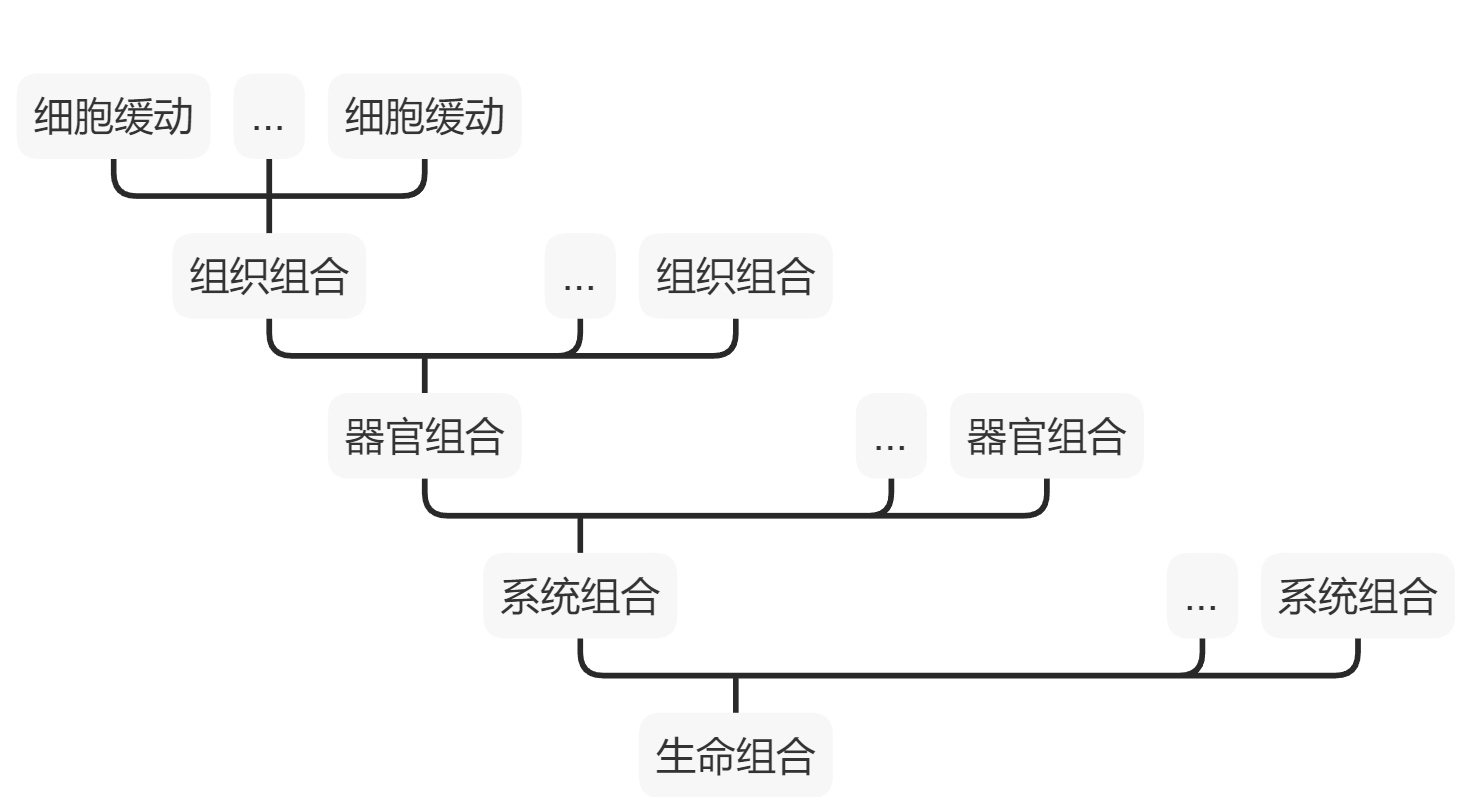 细胞缓动 ... 细胞缓动
组织组合 ... 组织组合
器官组合 ... 器官组合
系统组合 ... 系统组合
生命组合